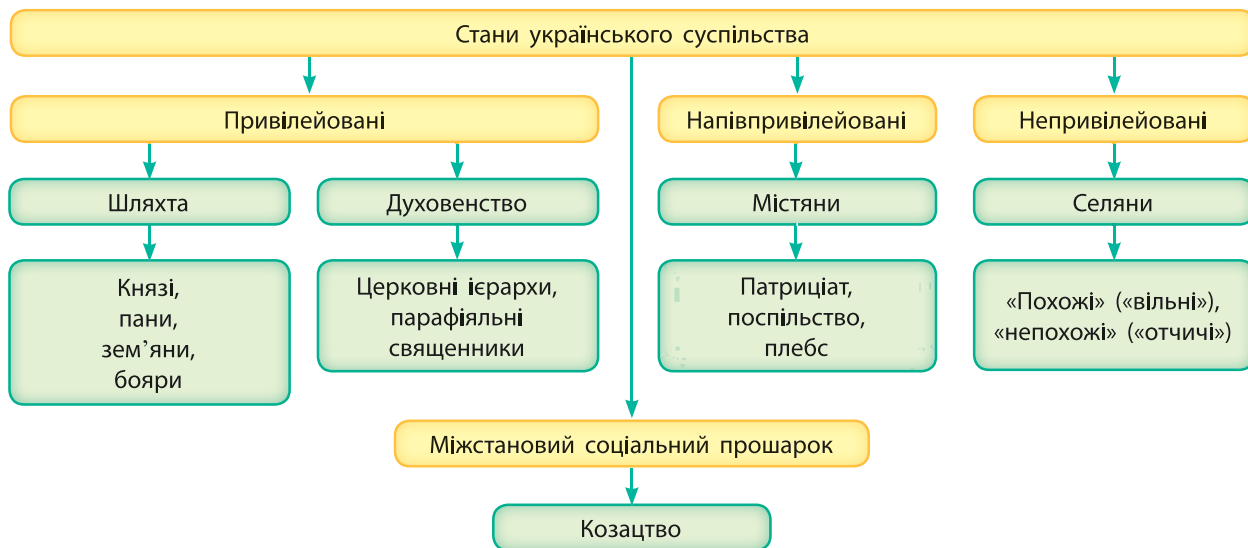 Стани українського суспільства
Привілейовані
Напівпривілейовані
Непривілейовані
Шляхта
Духовенство
Містяни
Селяни
Князі,
пани,
зем’яни,
бояри
Церковні ієрархи,
парафіяльні
священники
Патриціат,
поспільство,
плебс
«Похожі» («вільні»),
«непохожі» («отчичі»)
Міжстановий соціальний прошарок
Козацтво